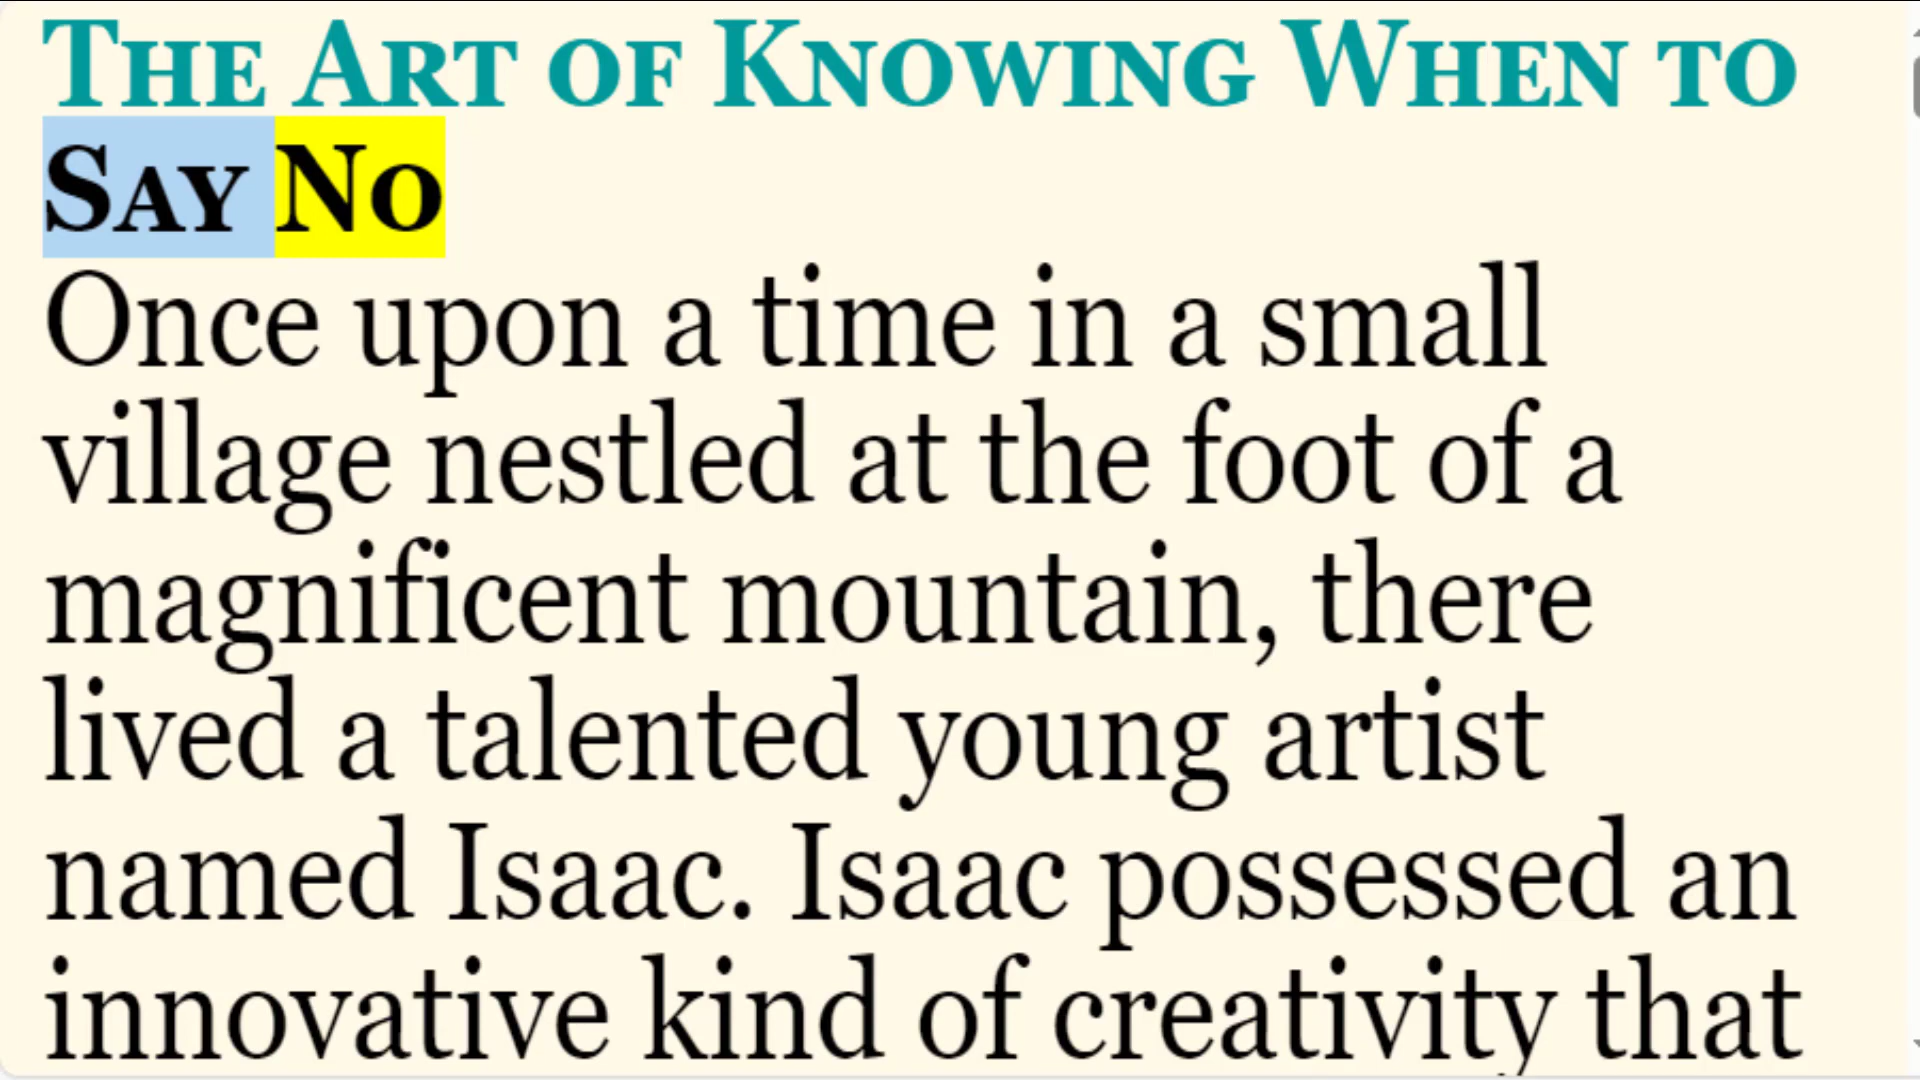 The Art of Knowing When to
Say No
Once upon a time in a small
village nestled at the foot of a
magnificent mountain, there
lived a talented young artist
named Isaac. Isaac possessed an
innovative kind of creativity that